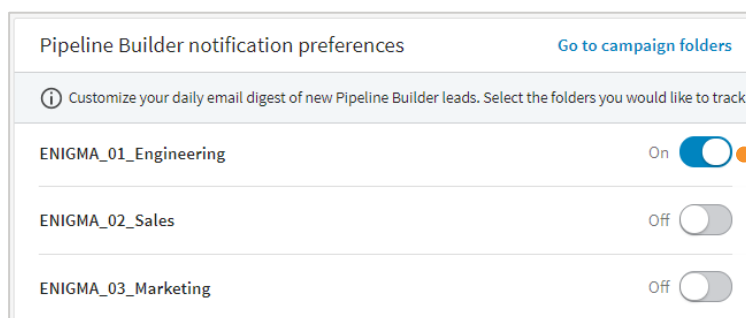 Pipeline Builder notification preferences Go to campaign folders
Customize your daily email digest of new Pipeline Builder leads. Select the folders you would like to track
ENIGMA_01_Engineering On
ENIGMA_02_Sales Off
ENIGMA_03_Marketing Off